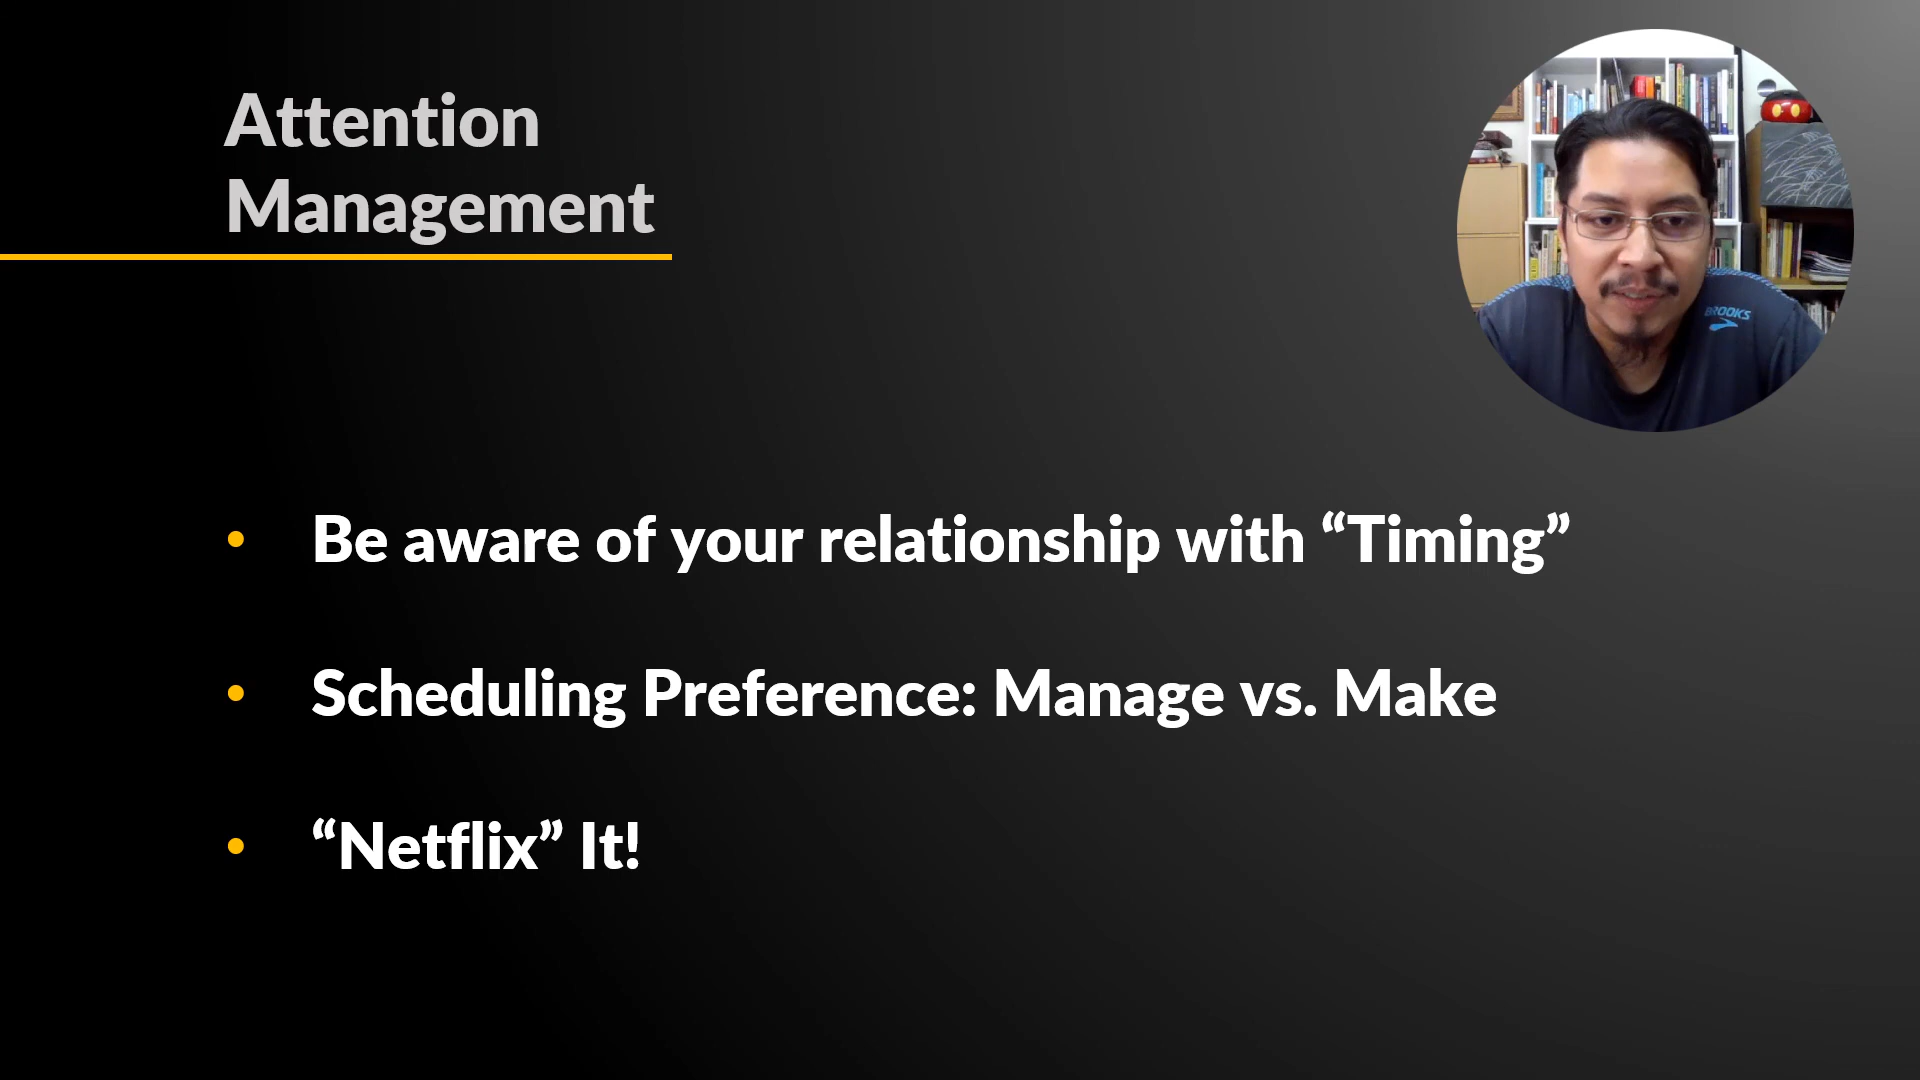 Attention
Management
BROOKS
• Be aware of your relationship with “Timing”
• Scheduling Preference: Manage vs. Make
• “Netflix” It!